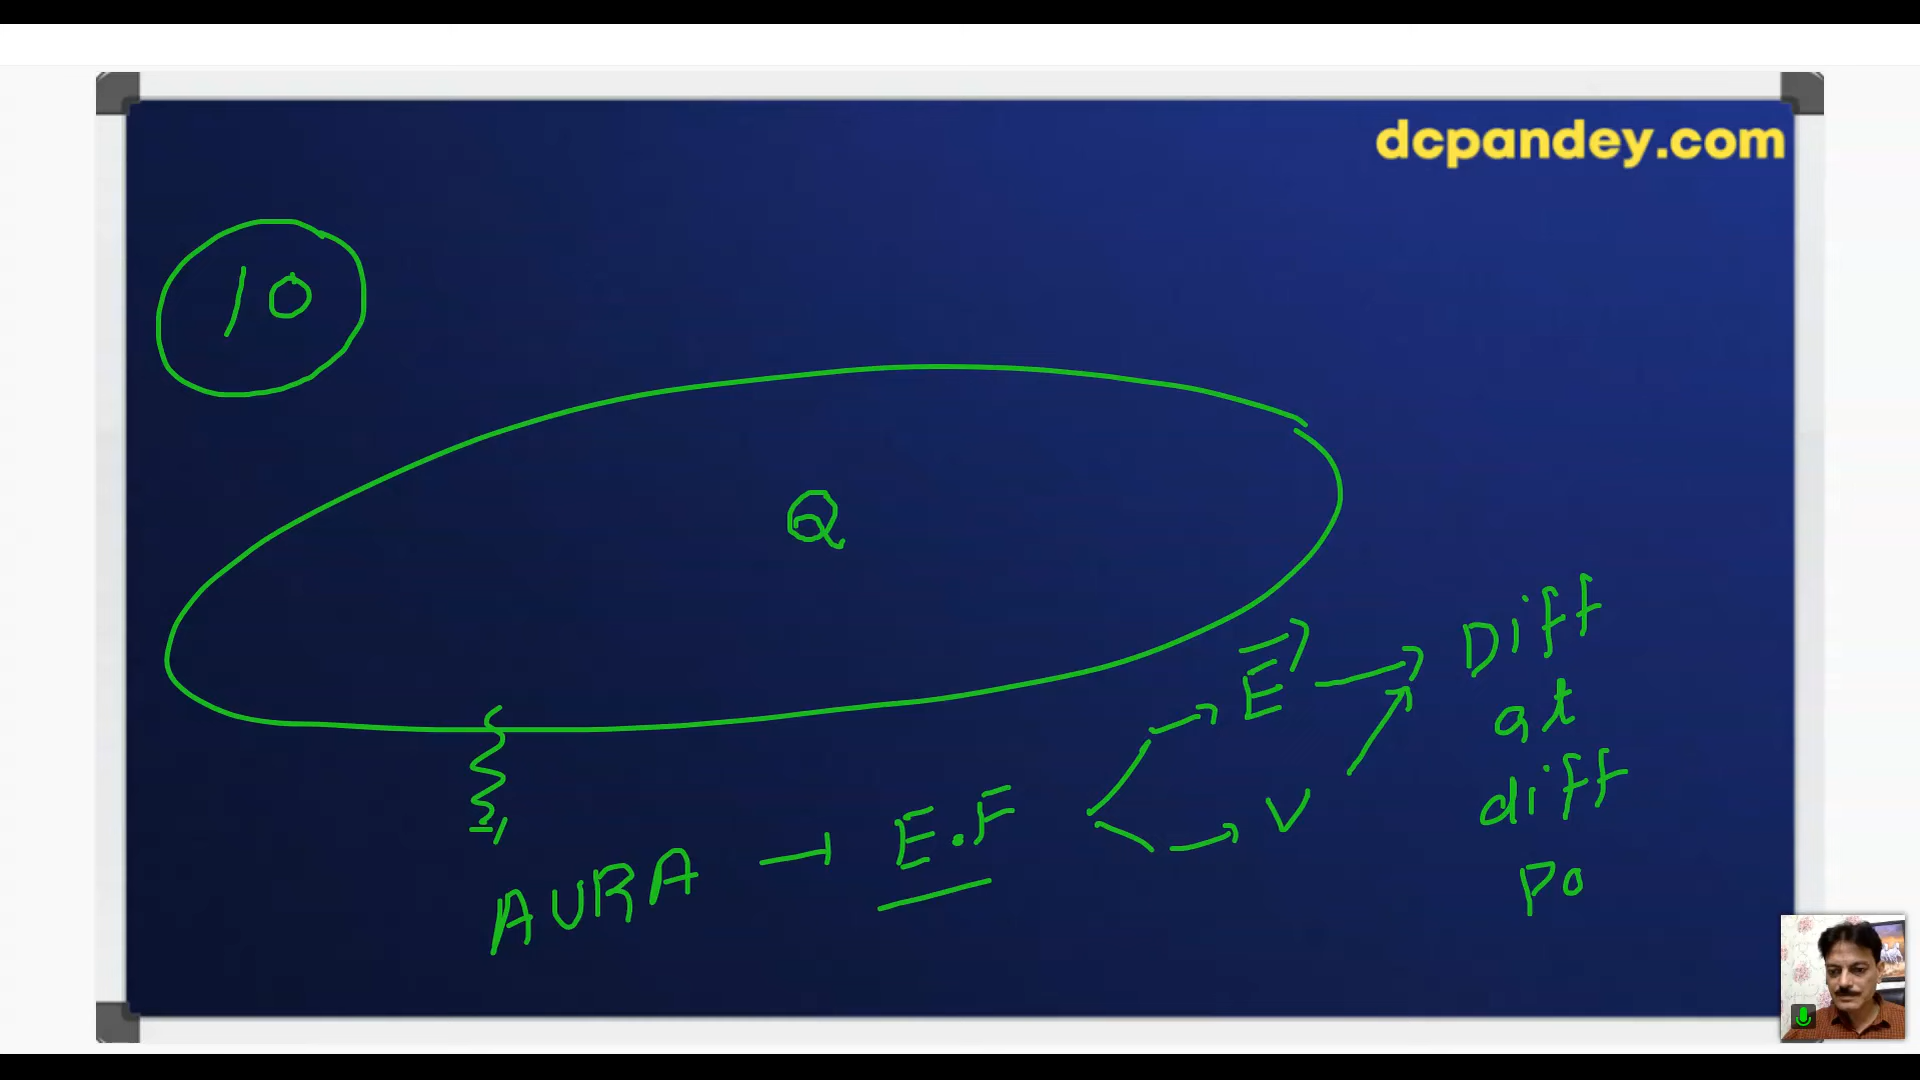 dcpandey.com
10
Q
AURA → E.F
E →
V
Diff
at
diff
Po